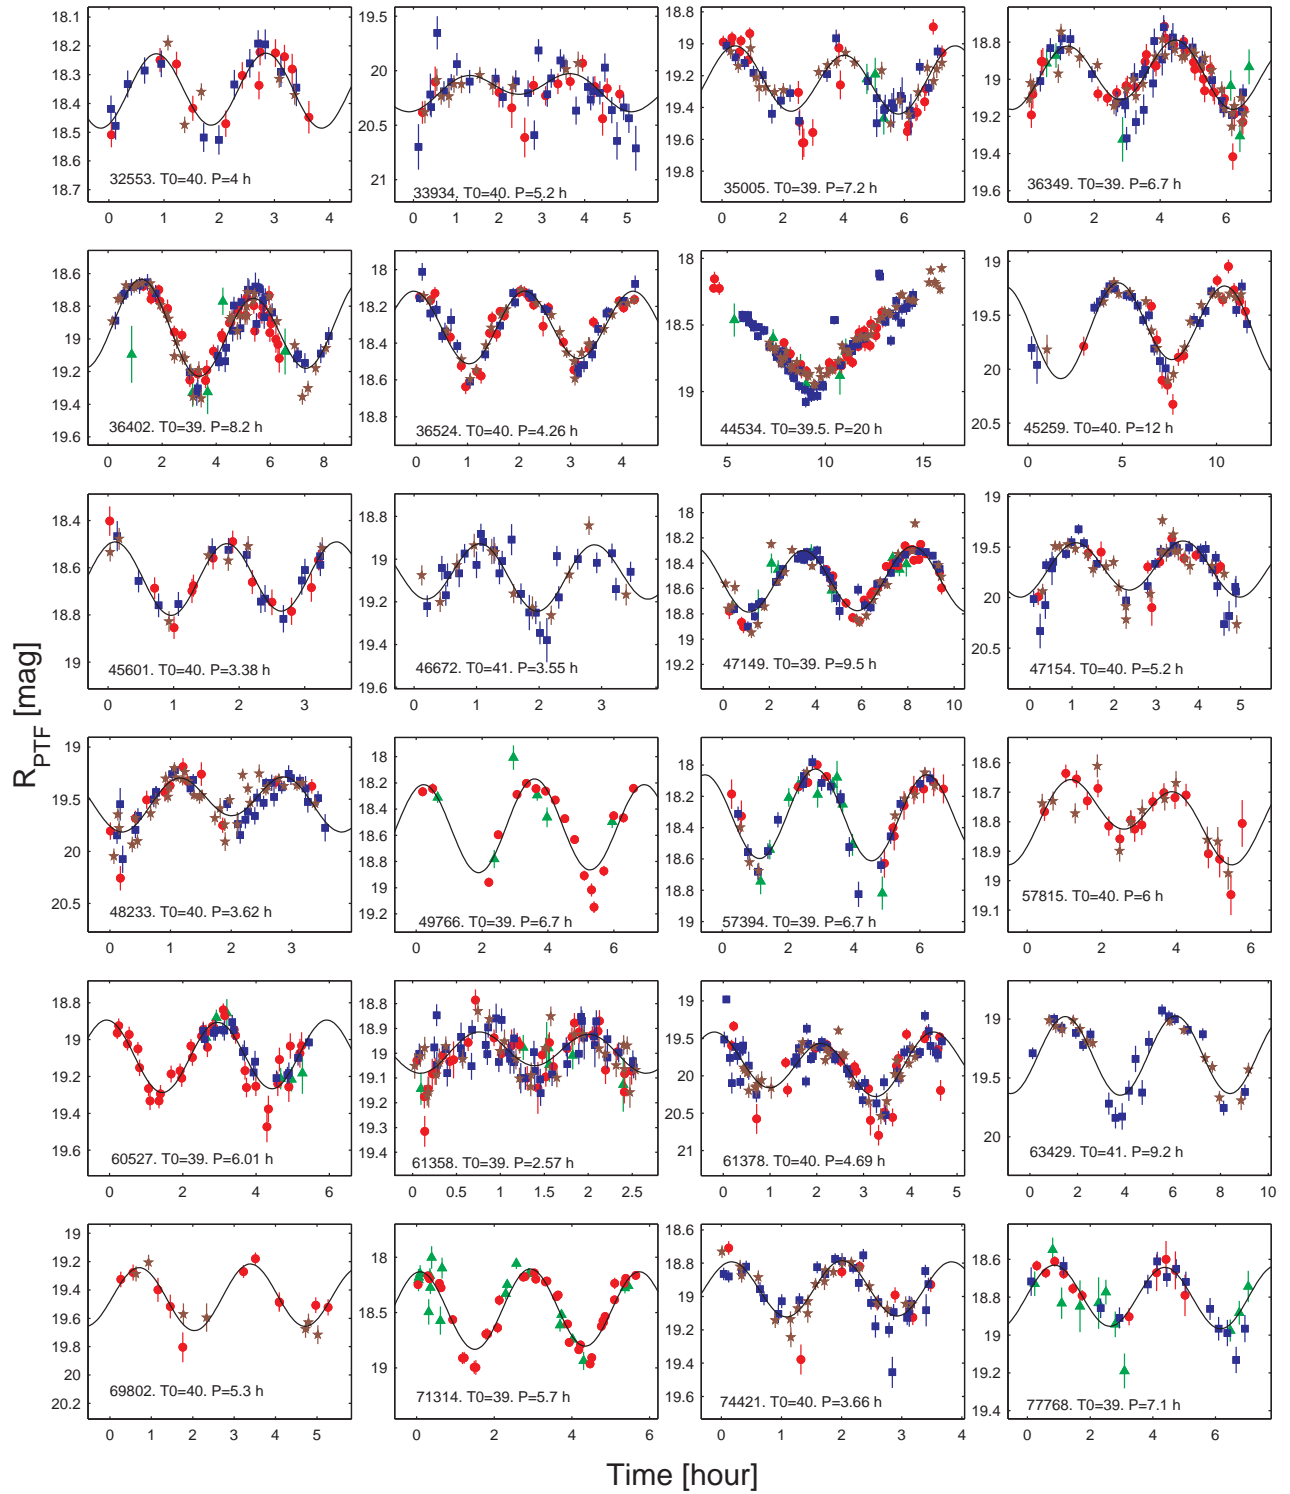 18.1
18.2
18.3
18.4
18.5
18.6
18.7
0 1 2 3 4
32553. T0=40. P=4 h
19.5
20
20.5
21
0 1 2 3 4 5
33934. T0=40. P=5.2 h
18.8
19
19.2
19.4
19.6
19.8
0 2 4 6
35005. T0=39. P=7.2 h
18.8
19
19.2
19.4
19.6
0 2 4 6
36349. T0=39. P=6.7 h
18.6
18.8
19
19.2
19.4
19.6
0 2 4 6 8
36402. T0=39. P=8.2 h
18
18.2
18.4
18.6
18.8
0 1 2 3 4
36524. T0=40. P=4.26 h
18
18.5
19
5 10 15
44534. T0=39.5. P=20 h
19
19.5
20
20.5
0 5 10
45259. T0=40. P=12 h
18.4
18.6
18.8
19
0 1 2 3
45601. T0=40. P=3.38 h
18.8
19
19.2
19.4
19.6
0 1 2 3
46672. T0=41. P=3.55 h
18
18.2
18.4
18.6
18.8
19
19.2
0 2 4 6 8 10
47149. T0=39. P=9.5 h
19
19.5
20
20.5
0 1 2 3 4 5
47154. T0=40. P=5.2 h
R_PTF [mag]
19
19.5
20
20.5
0 1 2 3
48233. T0=40. P=3.62 h
18
18.2
18.4
18.6
18.8
19
19.2
0 2 4 6
49766. T0=39. P=6.7 h
18
18.2
18.4
18.6
18.8
19
0 2 4 6
57394. T0=39. P=6.7 h
18.6
18.7
18.8
18.9
19
19.1
0 2 4 6
57815. T0=40. P=6 h
18.8
19
19.2
19.4
19.6
0 2 4 6
60527. T0=39. P=6.01 h
18.8
18.9
19
19.1
19.2
19.3
19.4
0 0.5 1 1.5 2 2.5
61358. T0=39. P=2.57 h
19
19.5
20
20.5
21
0 1 2 3 4 5
61378. T0=40. P=4.69 h
19
19.5
20
0 2 4 6 8 10
63429. T0=41. P=9.2 h
19
19.2
19.4
19.6
19.8
20
20.2
0 1 2 3 4 5
69802. T0=40. P=5.3 h
18
18.5
19
0 2 4 6
71314. T0=39. P=5.7 h
18.6
18.8
19
19.2
19.4
19.6
0 1 2 3 4
74421. T0=40. P=3.66 h
18.6
18.8
19
19.2
19.4
0 2 4 6
77768. T0=39. P=7.1 h
Time [hour]